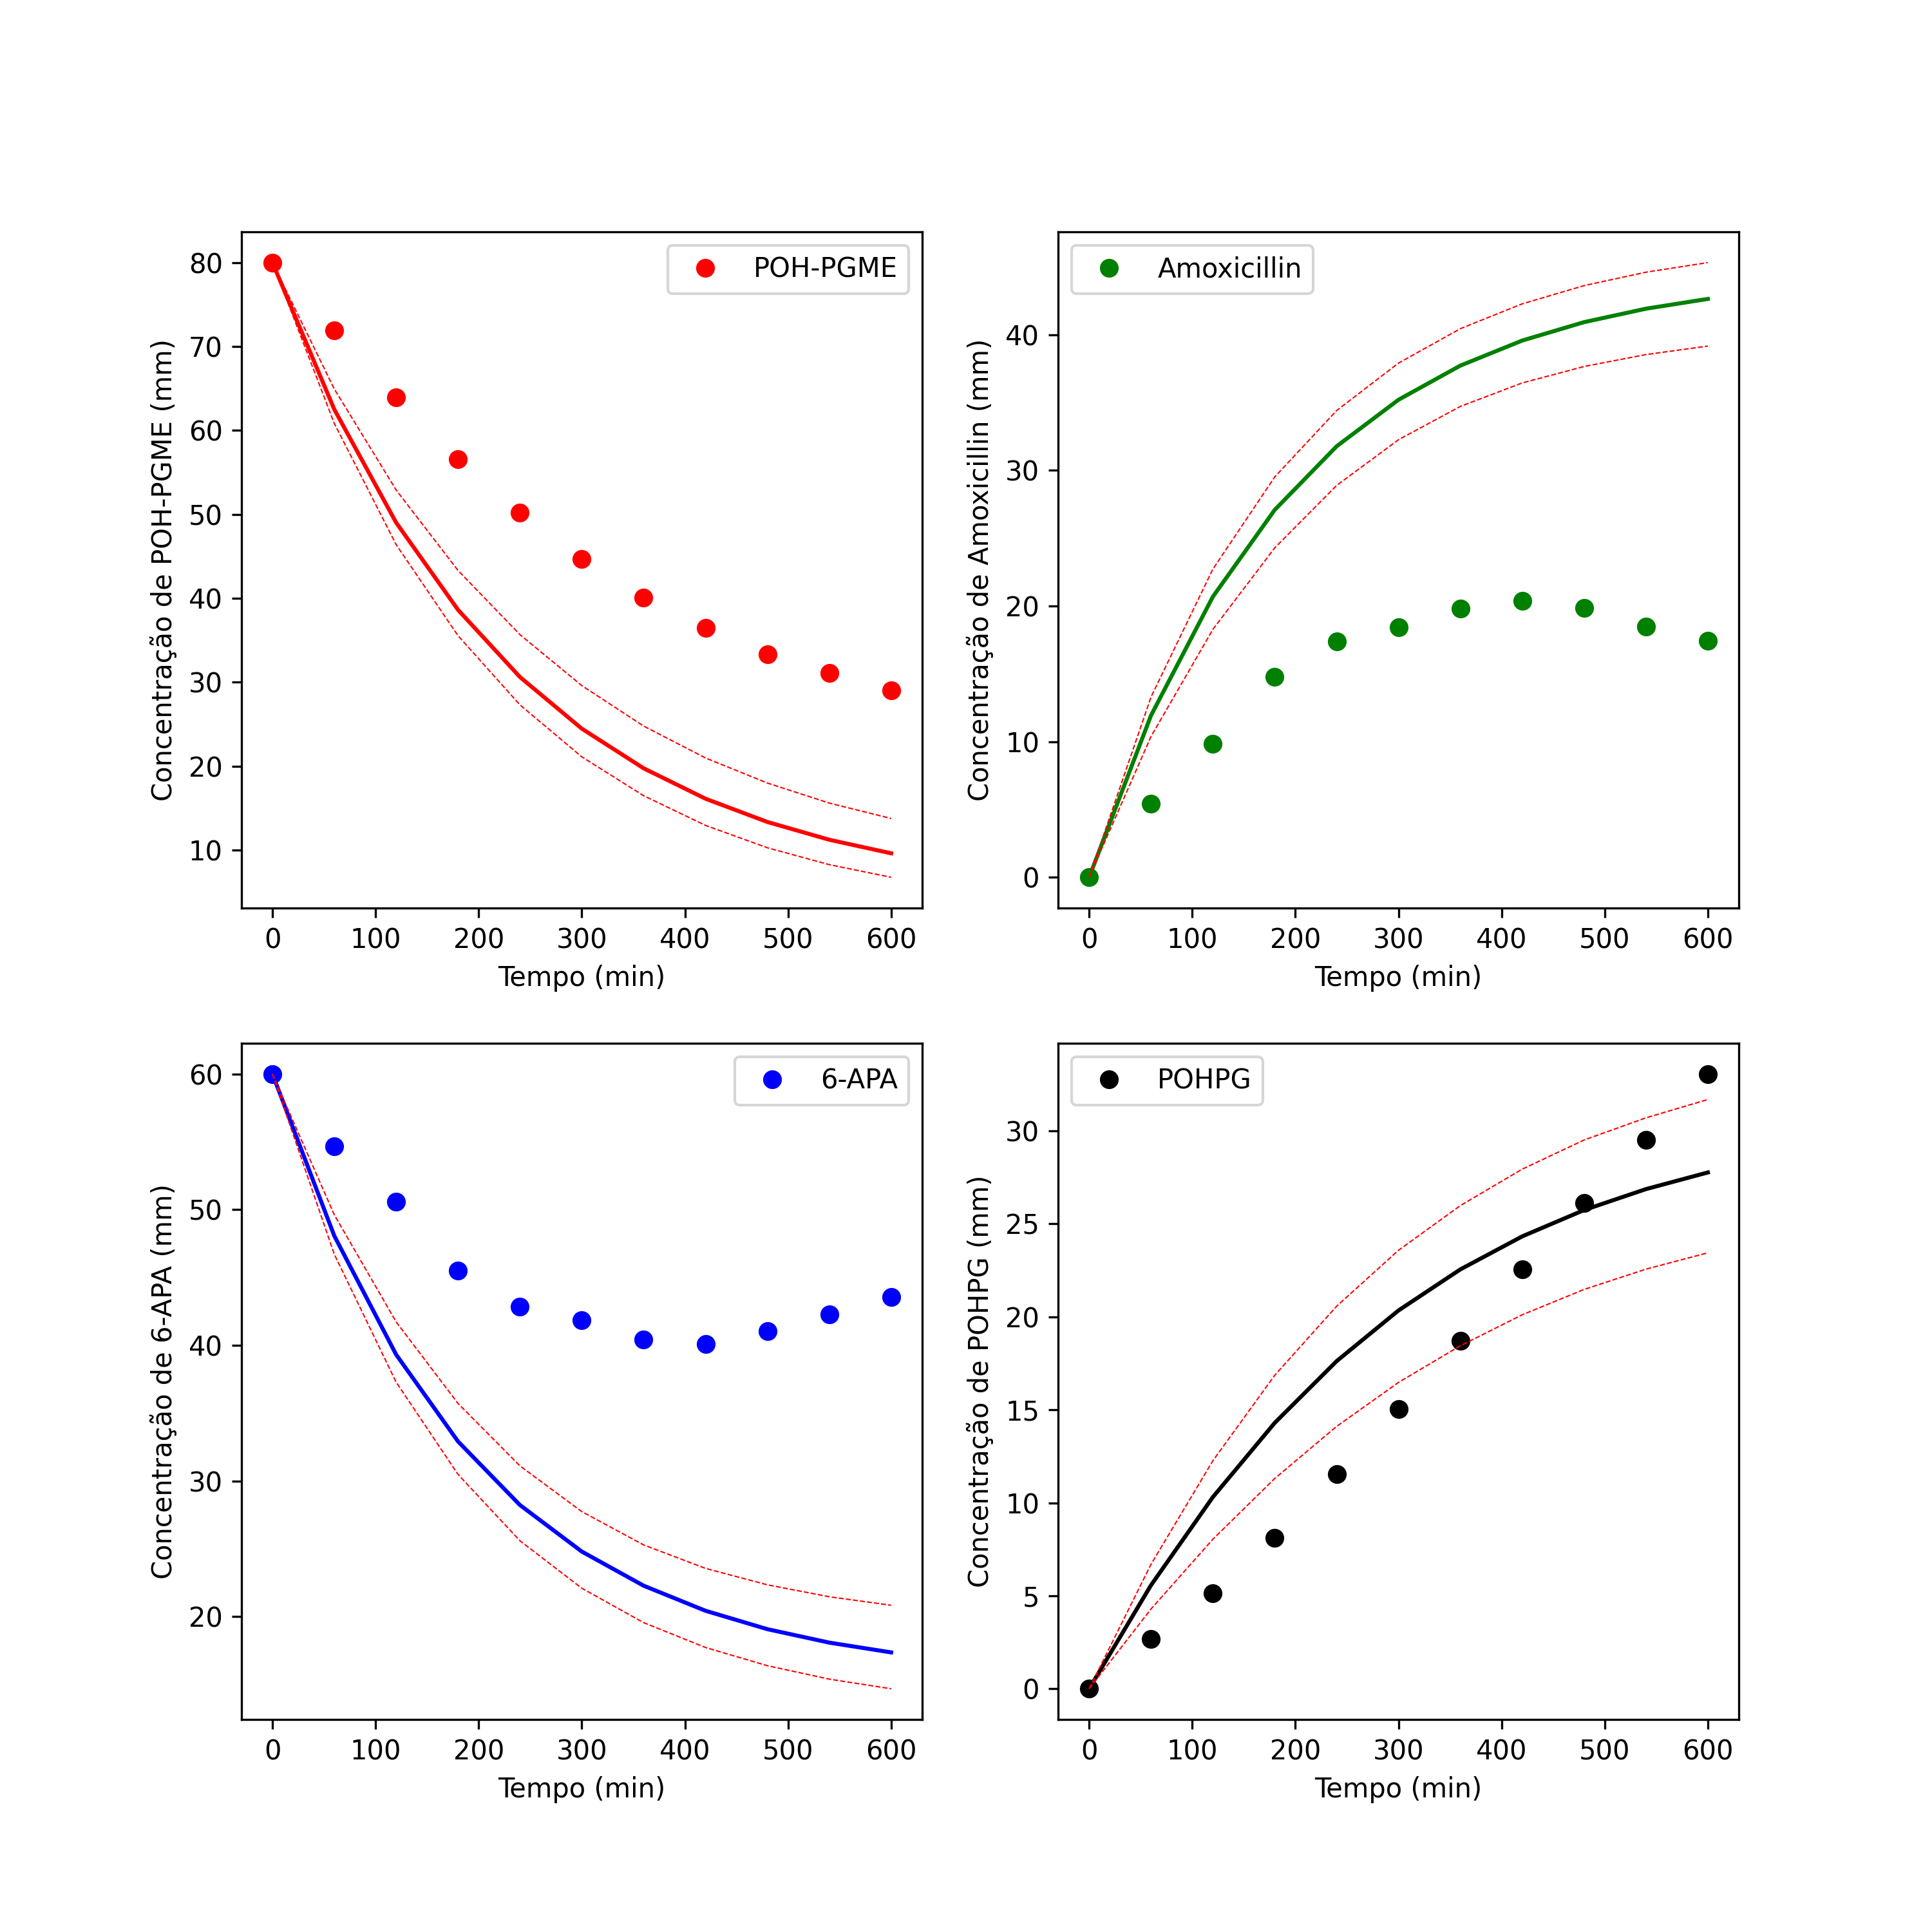 POH-PGME
80
70
60
50
40
30
20
10
Concentração de POH-PGME (mm)
0 100 200 300 400 500 600
Tempo (min)
Amoxicillin
40
30
20
10
0
Concentração de Amoxicillin (mm)
0 100 200 300 400 500 600
Tempo (min)
6-APA
60
50
40
30
20
Concentração de 6-APA (mm)
0 100 200 300 400 500 600
Tempo (min)
POHPG
30
25
20
15
10
5
0
Concentração de POHPG (mm)
0 100 200 300 400 500 600
Tempo (min)